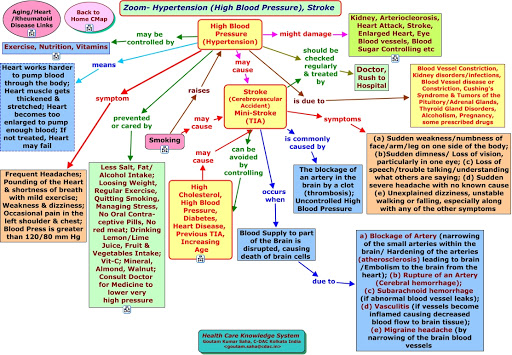 Zoom- Hypertension (High Blood Pressure), Stroke
Aging/Heart/
Rheumatoid
Disease Links
Back to
Home CMap
Exercise, Nutrition, Vitamins
may be
controlled by
High Blood
Pressure
(Hypertension)
might damage
Kidney, Arteriocleorosis,
Heart Attack, Stroke,
Enlarged Heart, Eye
Blood vessels, Blood
Sugar Controlling etc
means
Heart works harder
to pump blood
through the body;
Heart muscle gets
thickened &
stretched; Heart
becomes too
enlarged to pump
enough blood; If
not treated, Heart
may fail
may
cause
should be
checked
regularly
& treated
by
Doctor,
Rush to
Hospital
is due to
Blood Vessel Constriction,
Kidney disorders/infections,
Blood Vessel disease or
Constriction, Cushing's
Syndrome & Tumors of the
Pituitory/Adrenal Glands,
Thyroid Gland Disorders,
Alcoholism, Pregnancy,
some prescribed drugs
symptom
raises
prevented
or cared by
Smoking
may
cause
Stroke
(Cerebrovascular
Accident)
Mini-Stroke
(TIA)
symptoms
(a) Sudden weakness/numbness of
face/arm/leg on one side of the body;
(b)Sudden dimness/ Loss of vision,
particularly in one eye; (c) Loss of
speech/trouble talking/understanding
what others are saying; (d) Sudden
severe headache with no known cause
(e) Unexplained dizziness, unstable
walking or falling, especially along
with any of the other symptoms
is commonly
caused by
The blockage of
an artery in the
brain by a clot
(thrombosis);
Uncontrolled High
Blood Pressure
Frequent Headaches;
Pounding of the Heart
& shortness of breath
with mild exercise;
Weakness & dizziness;
Occasional pain in the
left shoulder & chest;
Blood Press is greater
than 120/80 mm Hg
Less Salt, Fat/
Alcohol Intake;
Loosing Weight,
Regular Exercise,
Quitting Smoking,
Managing Stress,
No Oral Contra-
ceptive Pills, No
red meat; Drinking
Lemon/Lime
Juice, Fruit &
Vegetables Intake;
Vit-C; Mineral,
Almond, Walnut;
Consult Doctor
for Medicine to
lower very
high pressure
may
cause
can be
avoided
by
controlling
High
Cholesterol,
High Blood
Pressure,
Diabetes,
Heart Disease,
Previous TIA,
Increasing
Age
occurs
when
Blood Supply to part
of the Brain is
disrupted, causing
death of brain cells
due to
a) Blockage of Artery (narrowing
of the small arteries within the
brain/ Hardening of the arteries
(atherosclerosis) leading to brain
/Embolism to the brain from the
heart); (b) Rupture of an Artery
(Cerebral hemorrhage);
(c) Subarachnoid hemorrhage
(if abnormal blood vessel leaks);
(d) Vasculitis (if vessels become
inflamed causing decreased
blood flow to brain tissue);
(e) Migraine headache (by
narrowing of the brain blood
vessels
Health Care Knowledge System
Goutam Kumar Saha, C-DAC Kolkata India
<goutam.saha@cdac.in>